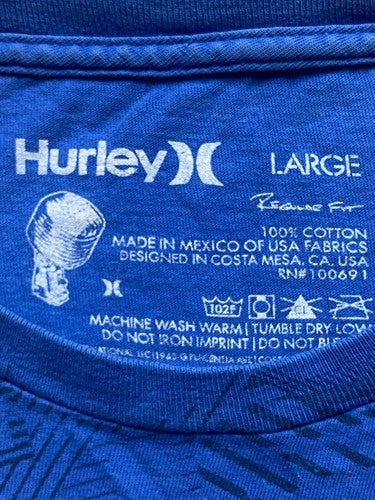 Hurley LARGE
REGULAR FIT
100% COTTON
MADE IN MEXICO OF USA FABRICS
DESIGNED IN COSTA MESA, CA. USA
RN#100691
102F
MACHINE WASH WARM | TUMBLE DRY LOW
DO NOT IRON IMPRINT | DO NOT BL